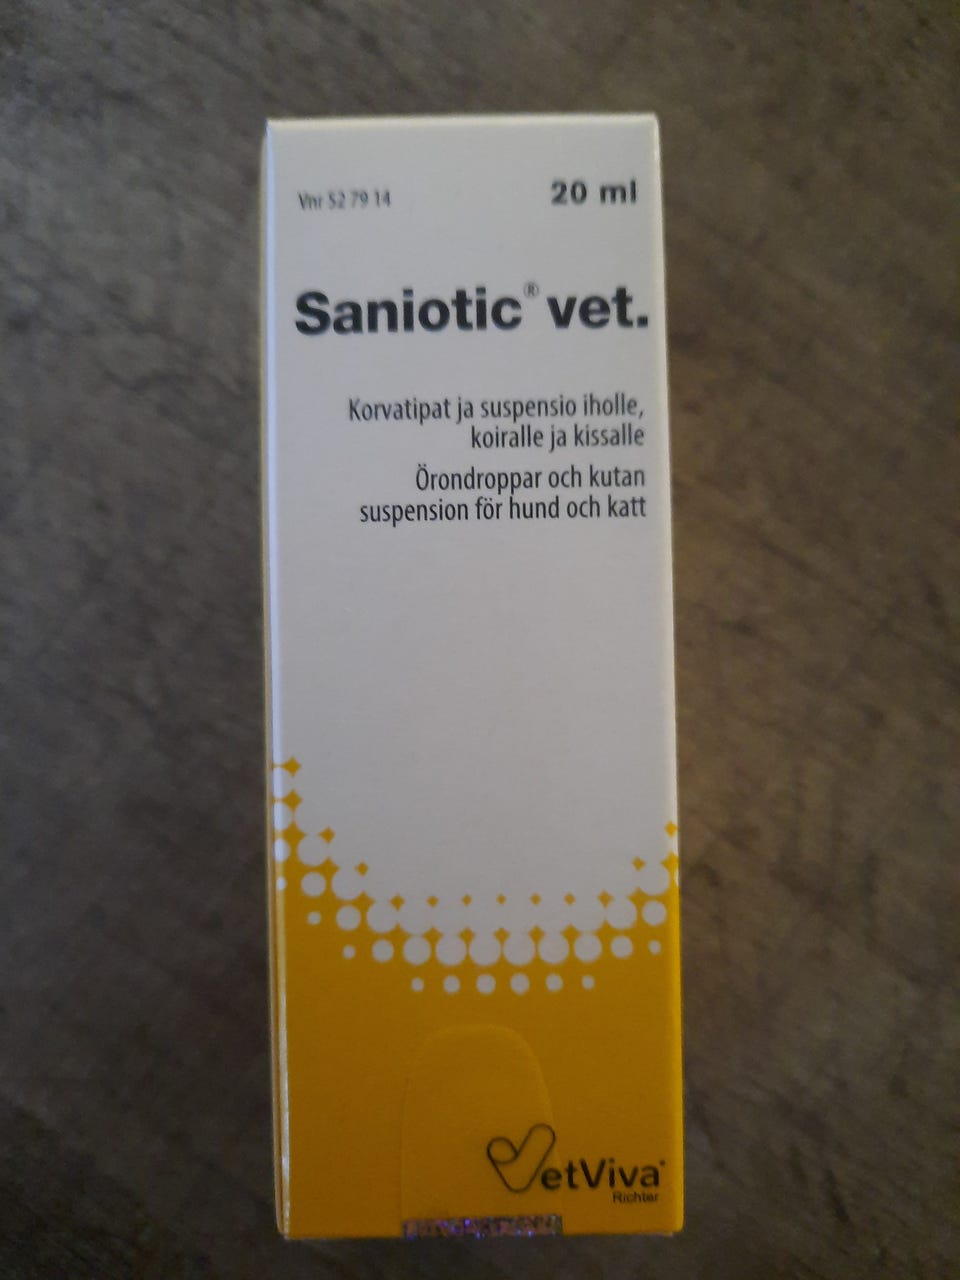 Vnr 52 79 14
20 ml
Saniotic® vet.
Korvatipat ja suspensio iholle,
koiralle ja kissalle
Örondroppar och kutan
suspension för hund och katt
VetViva
Richter